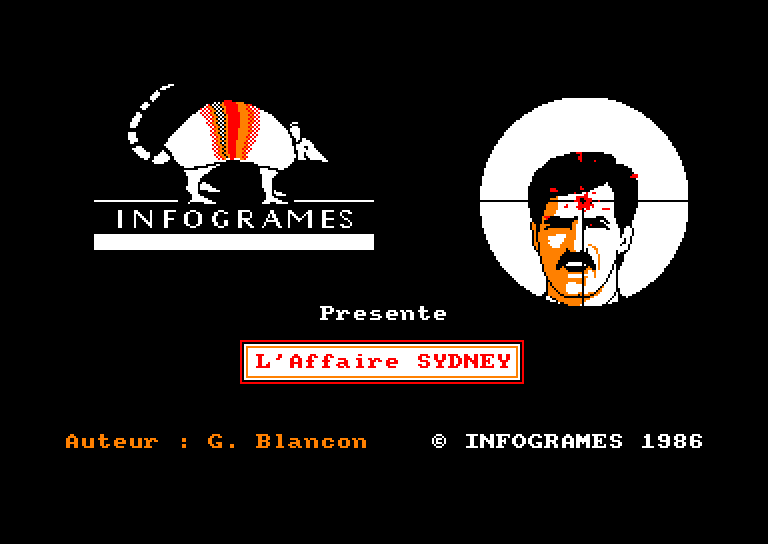 INFOGRAMES
Presente
L'Affaire SYDNEY
Auteur : G. Blancon © INFOGRAMES 1986